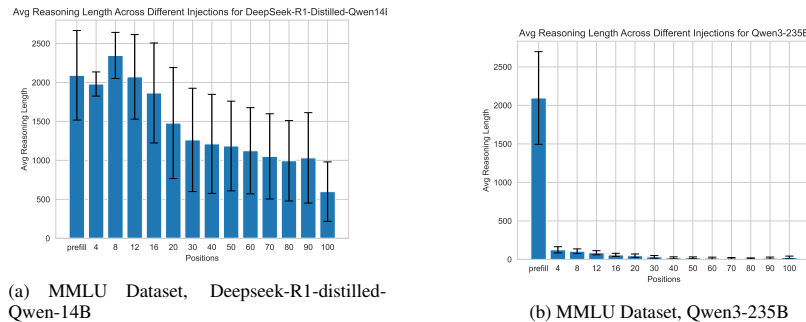 Avg Reasoning Length Across Different Injections for DeepSeek-R1-Distilled-Qwen14
2500
2000
1500
1000
500
0
Avg Reasoning Length
prefill 4 8 12 16 20 30 40 50 60 70 80 90 100
Positions
(a) MMLU Dataset, Deepseek-R1-distilled-
Qwen-14B
Avg Reasoning Length Across Different Injections for Qwen3-235B
2500
2000
1500
1000
500
0
Avg Reasoning Length
prefill 4 8 12 16 20 30 40 50 60 70 80 90 100
Positions
(b) MMLU Dataset, Qwen3-235B